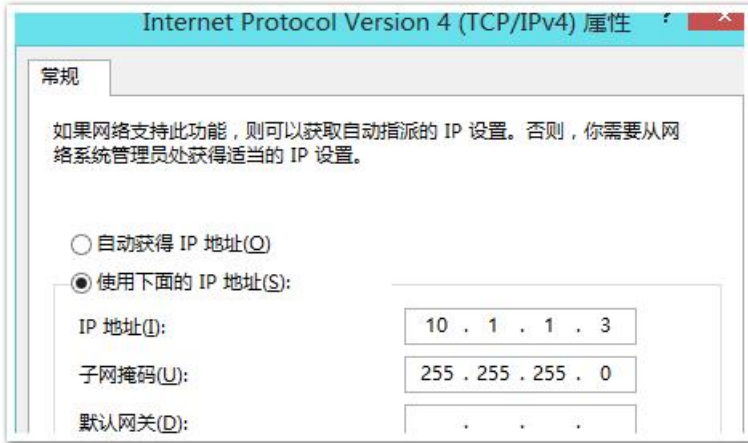 Internet Protocol Version 4 (TCP/IPv4) 属性 ? ✕
常规
如果网络支持此功能，则可以获取自动指派的 IP 设置。否则，你需要从网
络系统管理员处获得适当的 IP 设置。
自动获得 IP 地址(O)
使用下面的 IP 地址(S):
IP 地址(I): 10 . 1 . 1 . 3
子网掩码(U): 255 . 255 . 255 . 0
默认网关(D): . . .